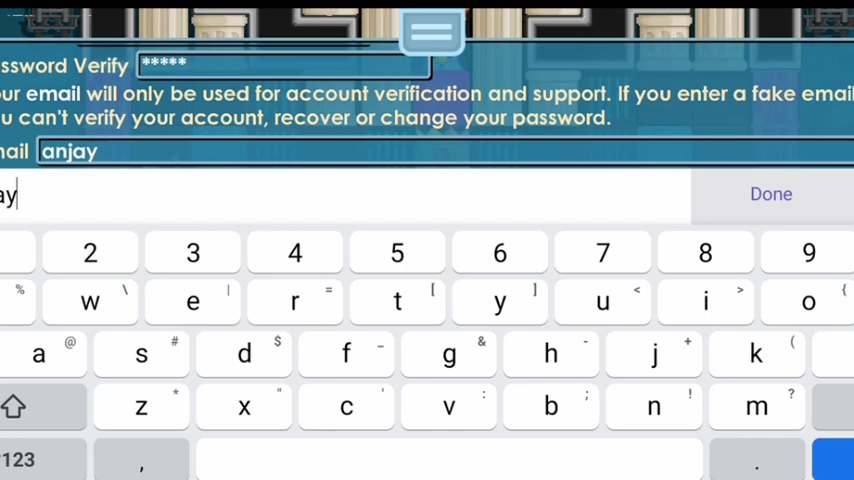 ssword Verify *****
ur email will only be used for account verification and support. If you enter a fake email
u can't verify your account, recover or change your password.
nail anjay
ay
Done
2 3 4 5 6 7 8 9
% w \ e | r = t [ y ] u < i > o {
a @ s # d $ f _ g & h - j + k (
z * x " c ' v : b ; n ! m ?
?123 , .